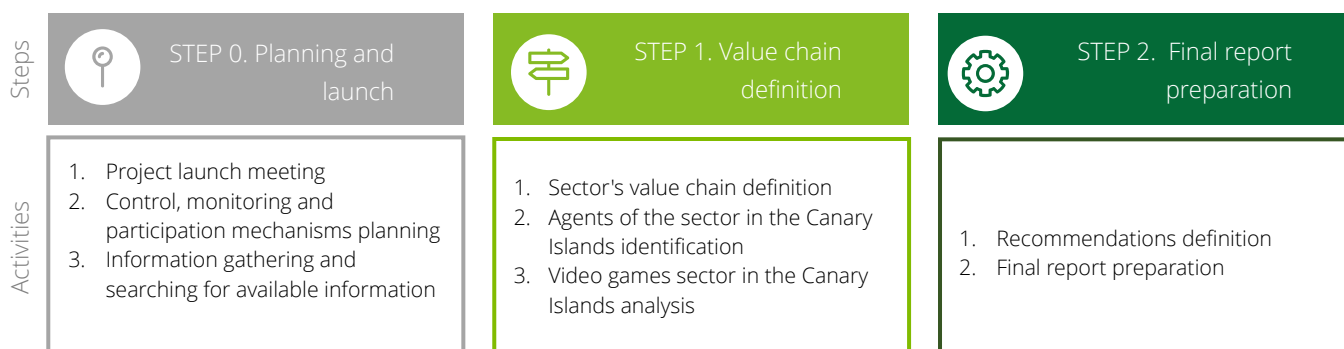 Steps
STEP 0. Planning and
launch
STEP 1. Value chain
definition
STEP 2. Final report
preparation
Activities
1. Project launch meeting
2. Control, monitoring and
participation mechanisms planning
3. Information gathering and
searching for available information
1. Sector's value chain definition
2. Agents of the sector in the Canary
Islands identification
3. Video games sector in the Canary
Islands analysis
1. Recommendations definition
2. Final report preparation